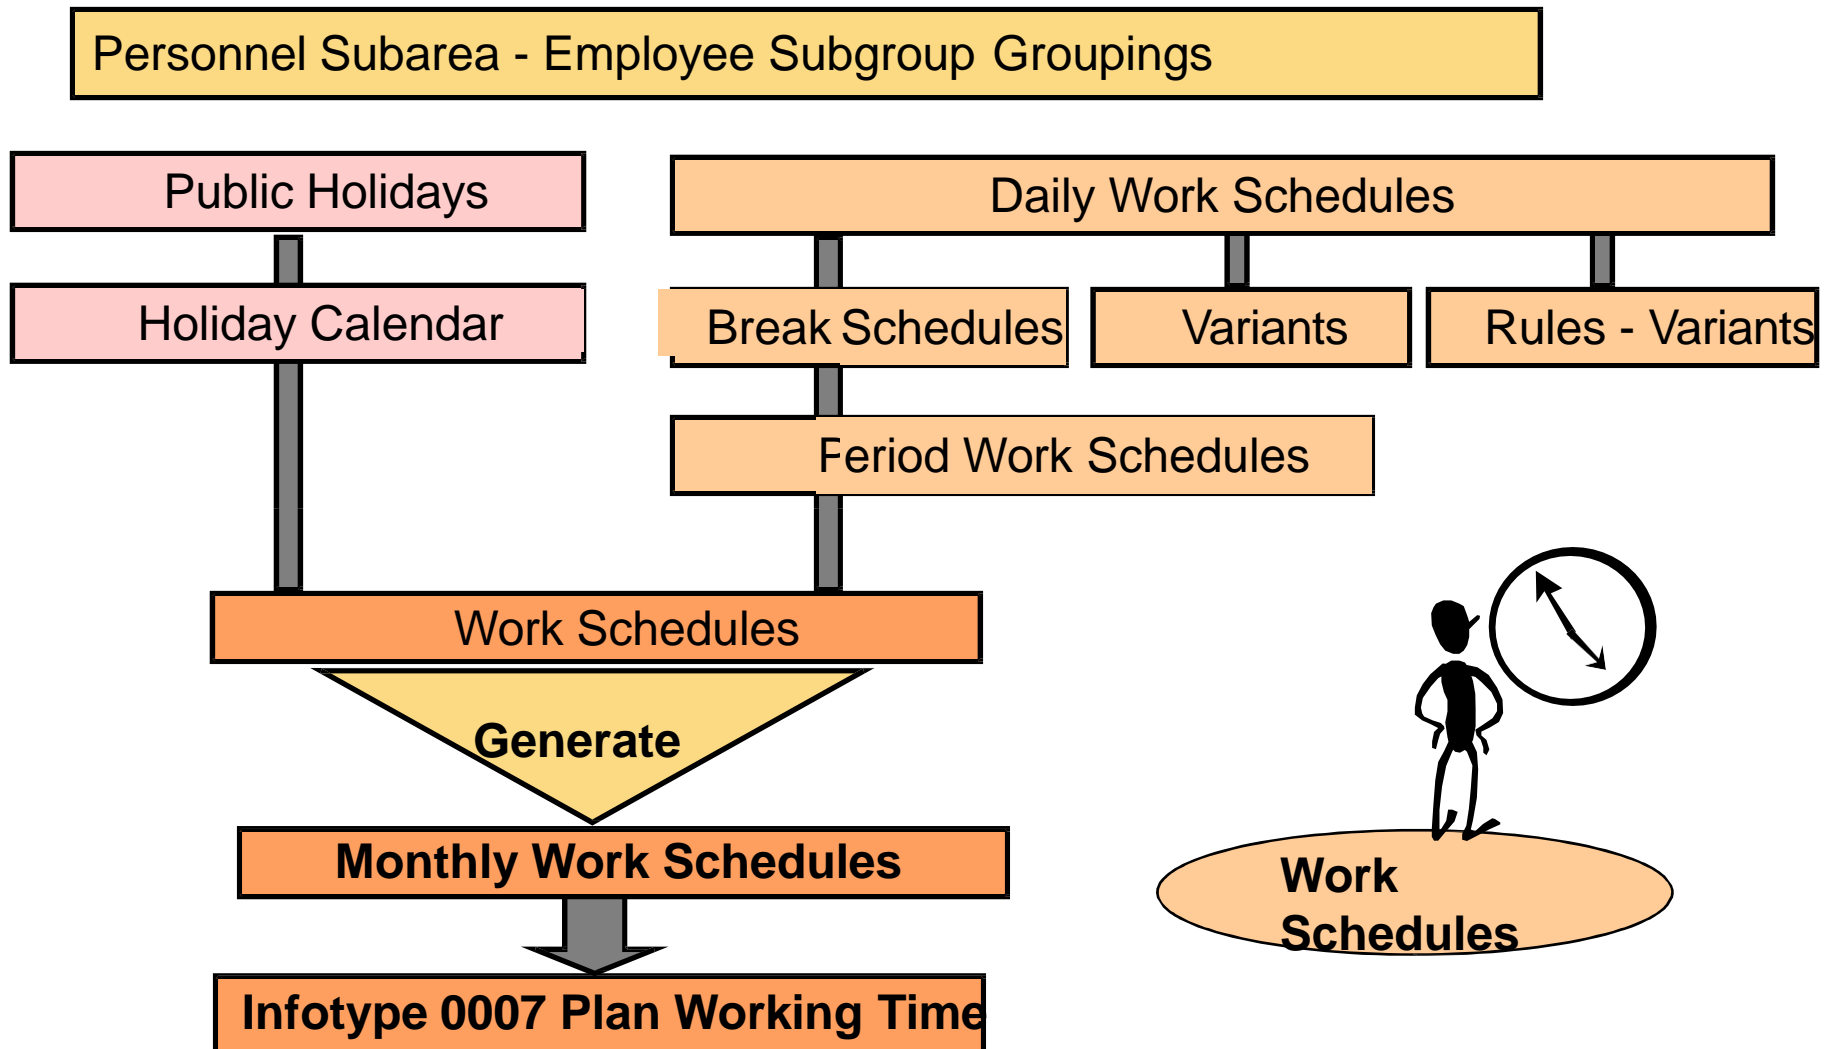 Personnel Subarea - Employee Subgroup Groupings
Public Holidays
Daily Work Schedules
Holiday Calendar
Break Schedules
Variants
Rules - Variants
Period Work Schedules
Work Schedules
Generate
Monthly Work Schedules
Work
Schedules
Infotype 0007 Plan Working Time